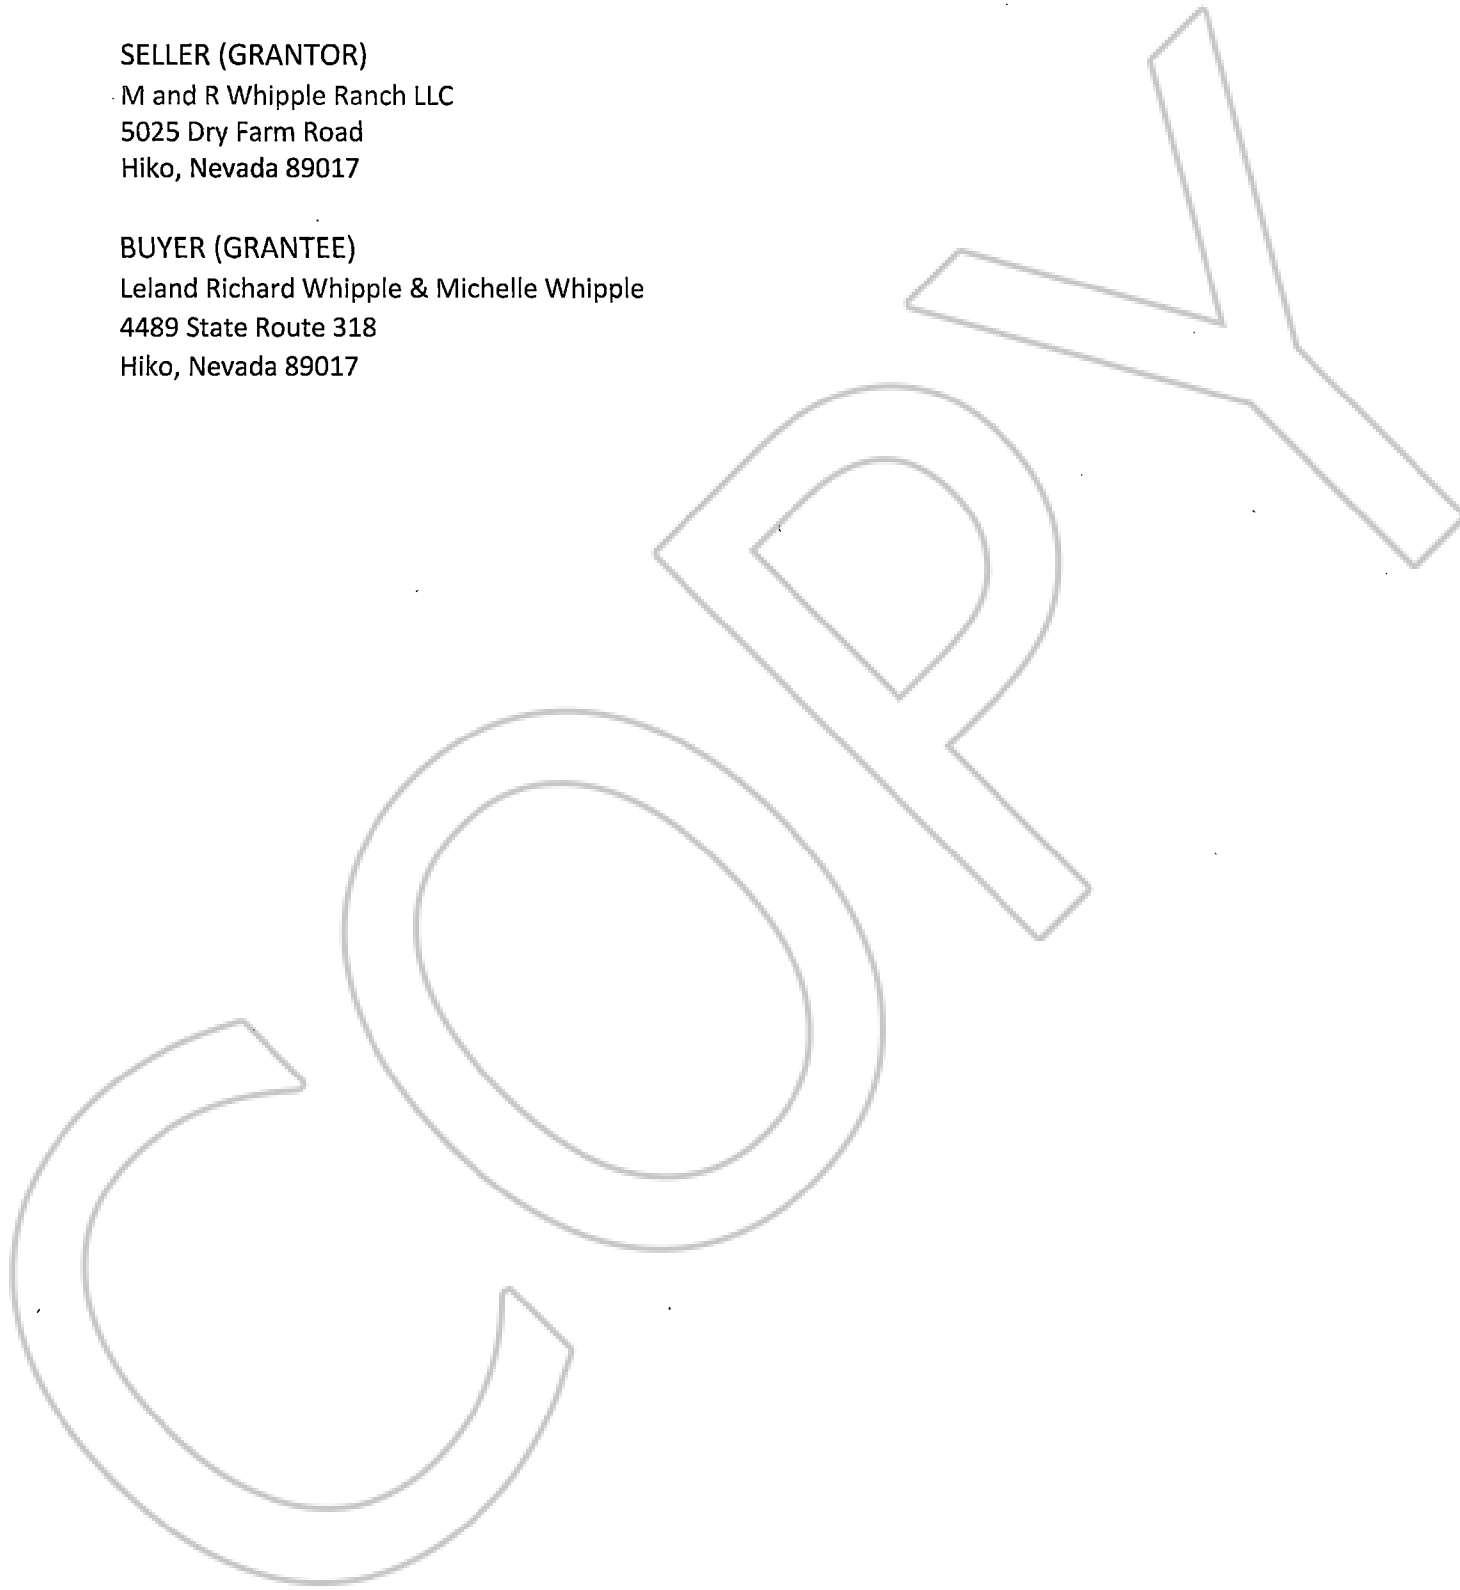 SELLER (GRANTOR)
M and R Whipple Ranch LLC
5025 Dry Farm Road
Hiko, Nevada 89017
BUYER (GRANTEE)
Leland Richard Whipple & Michelle Whipple
4489 State Route 318
Hiko, Nevada 89017
COPY